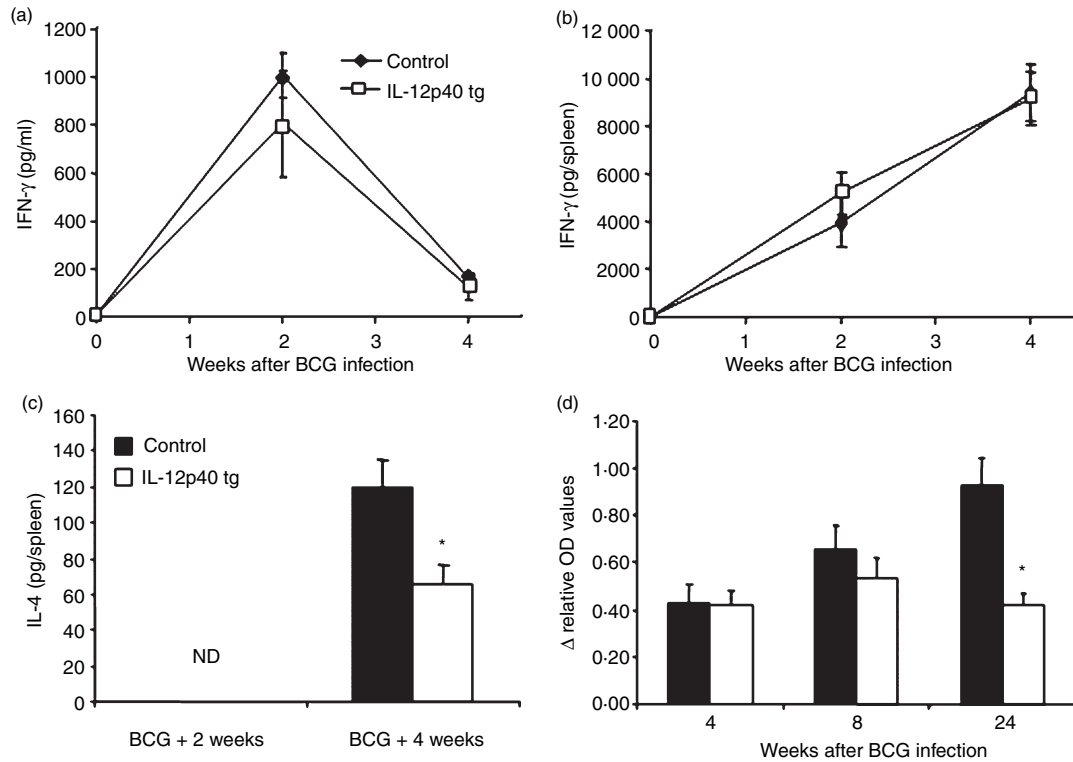 (a)
1200
1000
800
600
400
200
0
IFN-γ (pg/ml)
Control
IL-12p40 tg
0 1 2 3 4
Weeks after BCG infection
(b)
12 000
10 000
8000
6000
4000
2000
0
IFN-γ (pg/spleen)
0 1 2 3 4
Weeks after BCG infection
(c)
160
140
120
100
80
60
40
20
0
IL-4 (pg/spleen)
Control
IL-12p40 tg
*
ND
BCG + 2 weeks BCG + 4 weeks
(d)
1·20
1·00
0·80
0·60
0·40
0·20
0·00
Δ relative OD values
*
4 8 24
Weeks after BCG infection